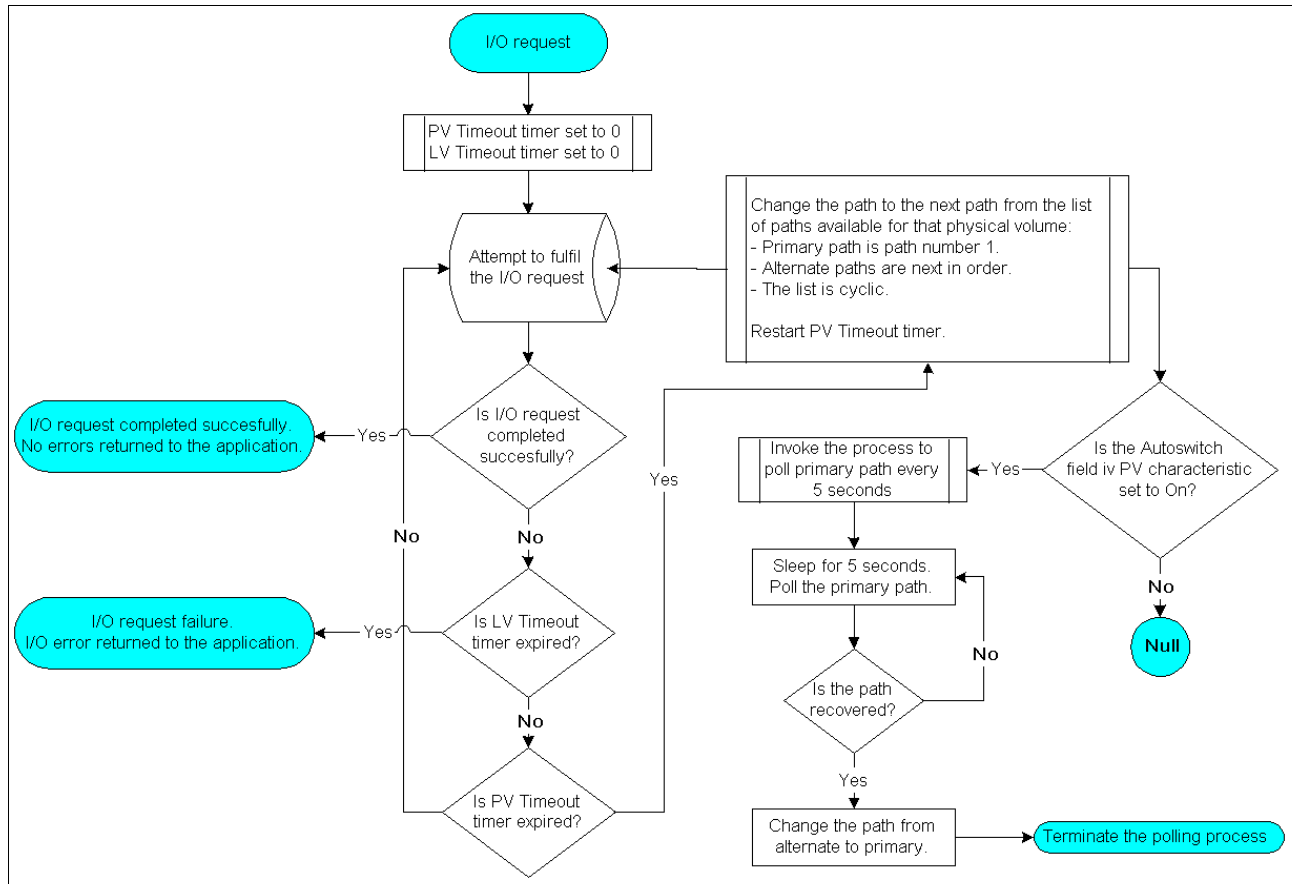 I/O request
PV Timeout timer set to 0
LV Timeout timer set to 0
Attempt to fulfil
the I/O request
Change the path to the next path from the list
of paths available for that physical volume:
- Primary path is path number 1.
- Alternate paths are next in order.
- The list is cyclic.
Restart PV Timeout timer.
Is I/O request
completed
succesfully?
Yes
I/O request completed succesfully.
No errors returned to the application.
No
Is LV Timeout
timer expired?
Yes
I/O request failure.
I/O error returned to the application.
No
Is PV Timeout
timer expired?
No
Yes
Is the Autoswitch
field iv PV characteristic
set to On?
Yes
No
Null
Invoke the process to
poll primary path every
5 seconds
Sleep for 5 seconds.
Poll the primary path.
Is the path
recovered?
No
Yes
Change the path from
alternate to primary.
Terminate the polling process